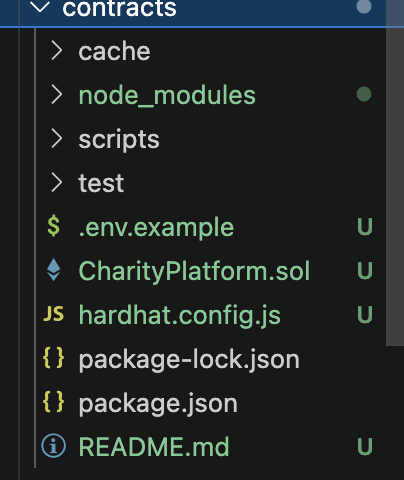 contracts
cache
node_modules
scripts
test
$ .env.example U
CharityPlatform.sol U
JS hardhat.config.js U
{} package-lock.json
{} package.json
README.md U